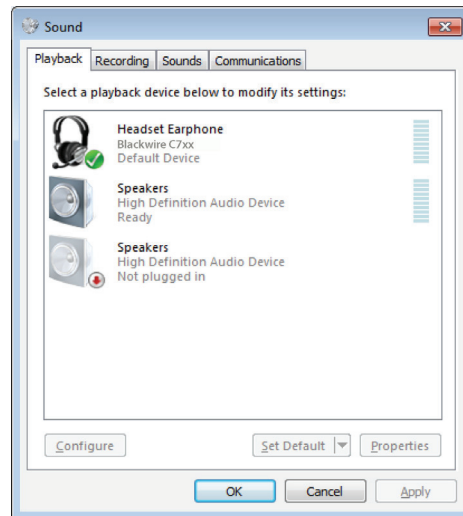 Sound
Playback Recording Sounds Communications
Select a playback device below to modify its settings:
Headset Earphone
Blackwire C7xx
Default Device
Speakers
High Definition Audio Device
Ready
Speakers
High Definition Audio Device
Not plugged in
Configure Set Default Properties
OK Cancel Apply